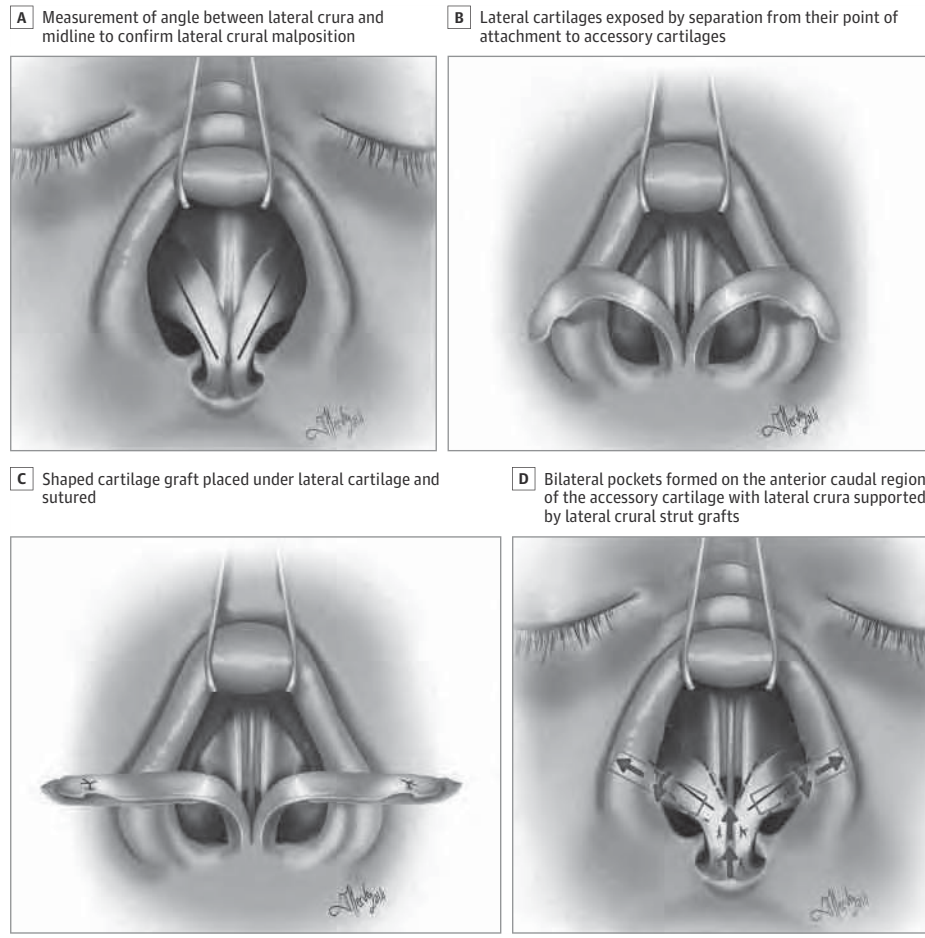 A Measurement of angle between lateral crura and
midline to confirm lateral crural malposition
B Lateral cartilages exposed by separation from their point of
attachment to accessory cartilages
C Shaped cartilage graft placed under lateral cartilage and
sutured
D Bilateral pockets formed on the anterior caudal region
of the accessory cartilage with lateral crura supported
by lateral crural strut grafts